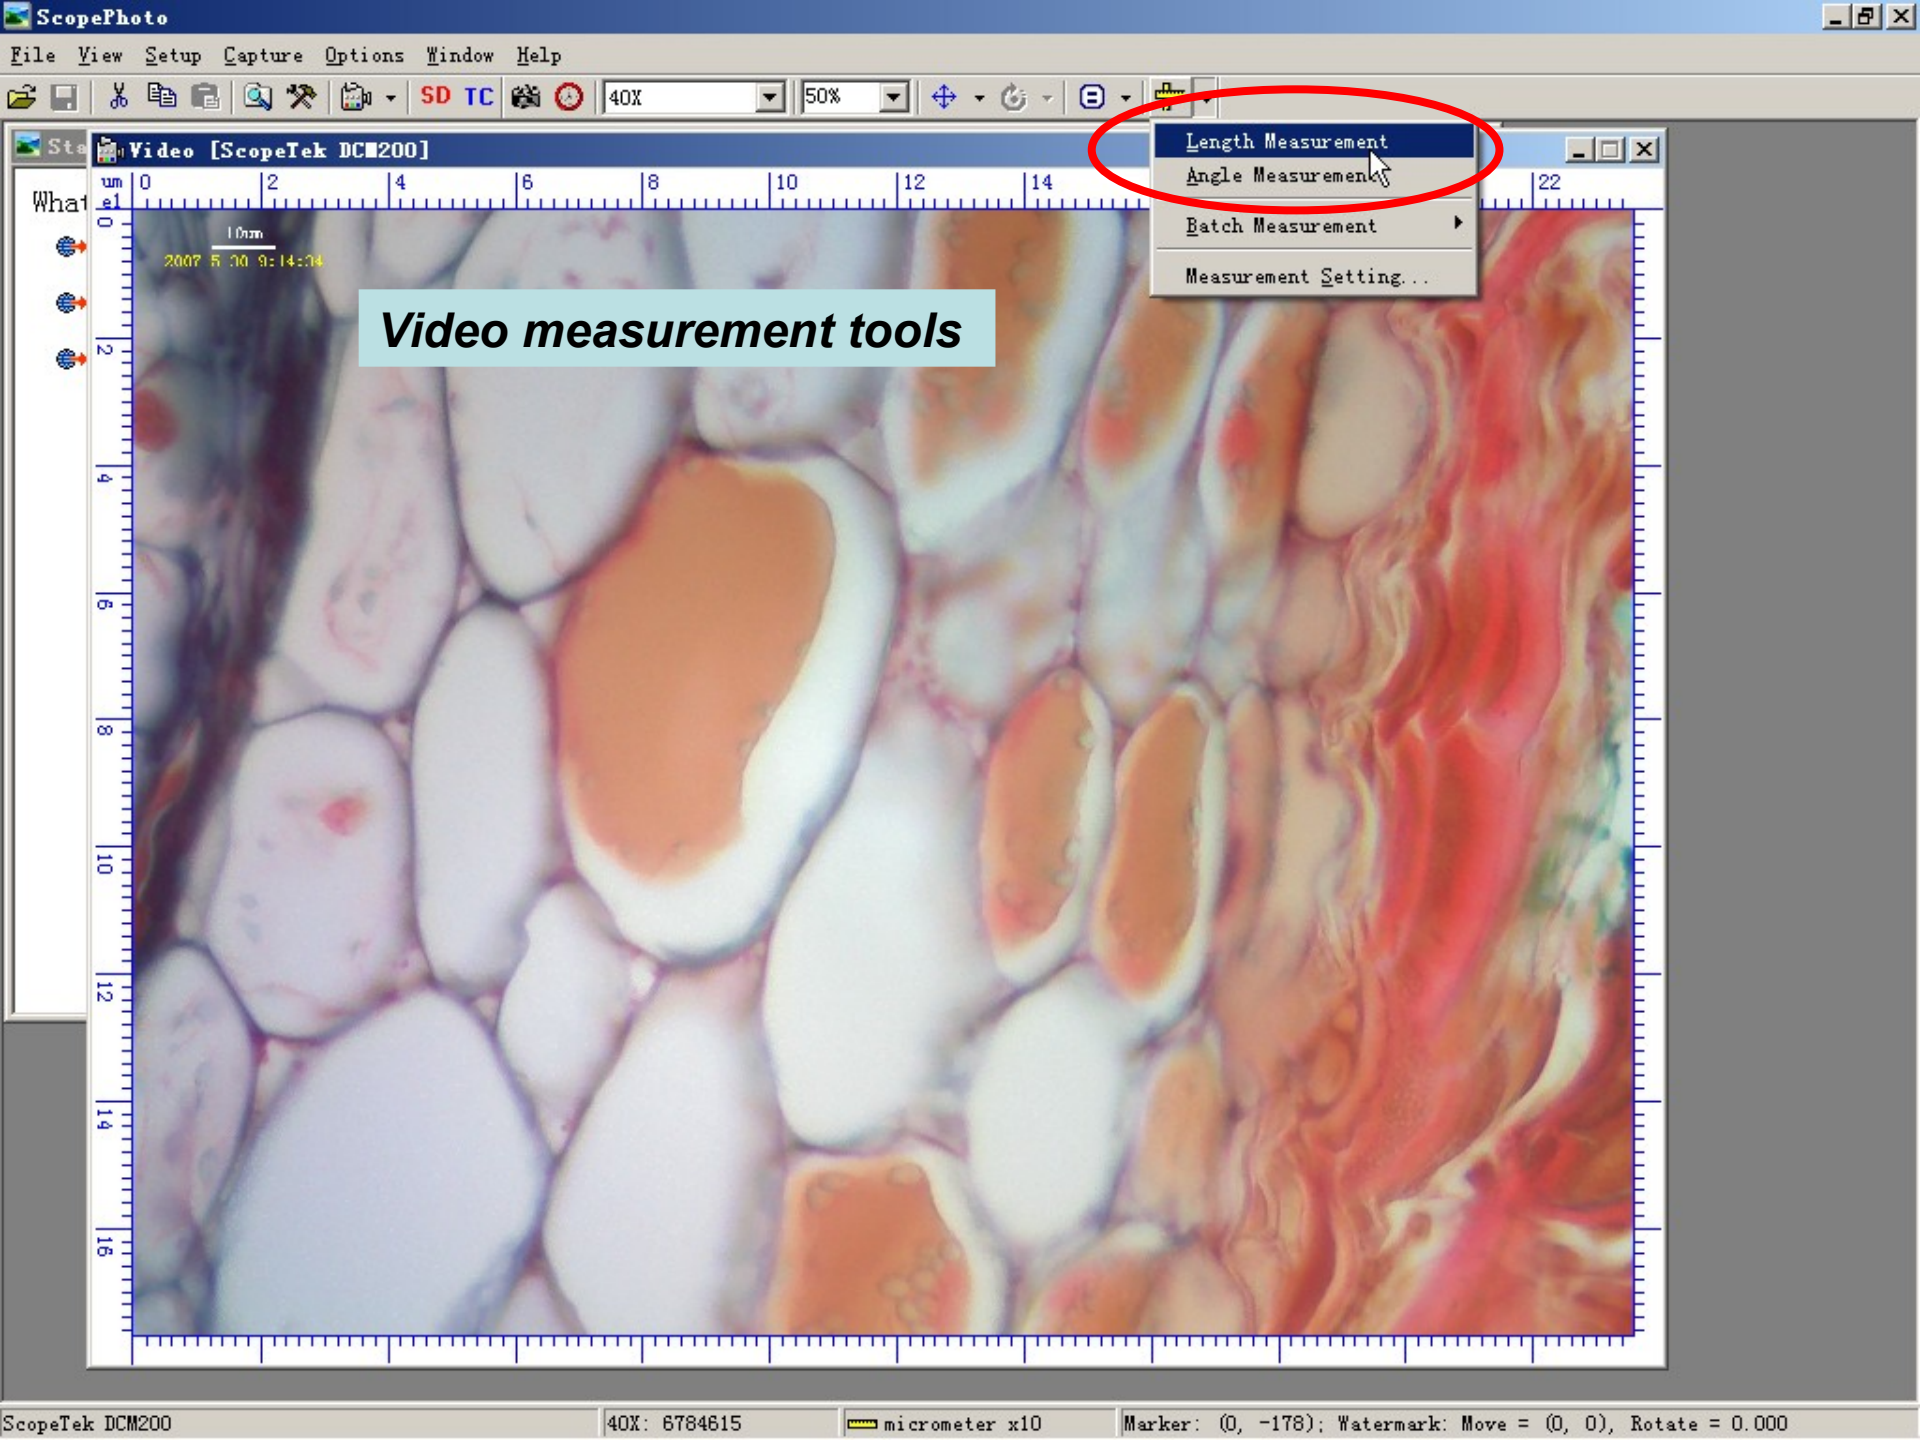 ScopePhoto
File View Setup Capture Options Window Help
SD TC 40X 50%
Sta
Video [ScopeTek DCM200]
Length Measurement
Angle Measurement
Batch Measurement
Measurement Setting...
What
um 0 2 4 6 8 10 12 14 22
e1
0
2
4
6
8
10
12
14
16
10um
2007 5 30 9:14:34
Video measurement tools
ScopeTek DCM200 40X: 6784615 micrometer x10 Marker: (0, -178); Watermark: Move = (0, 0), Rotate = 0.000